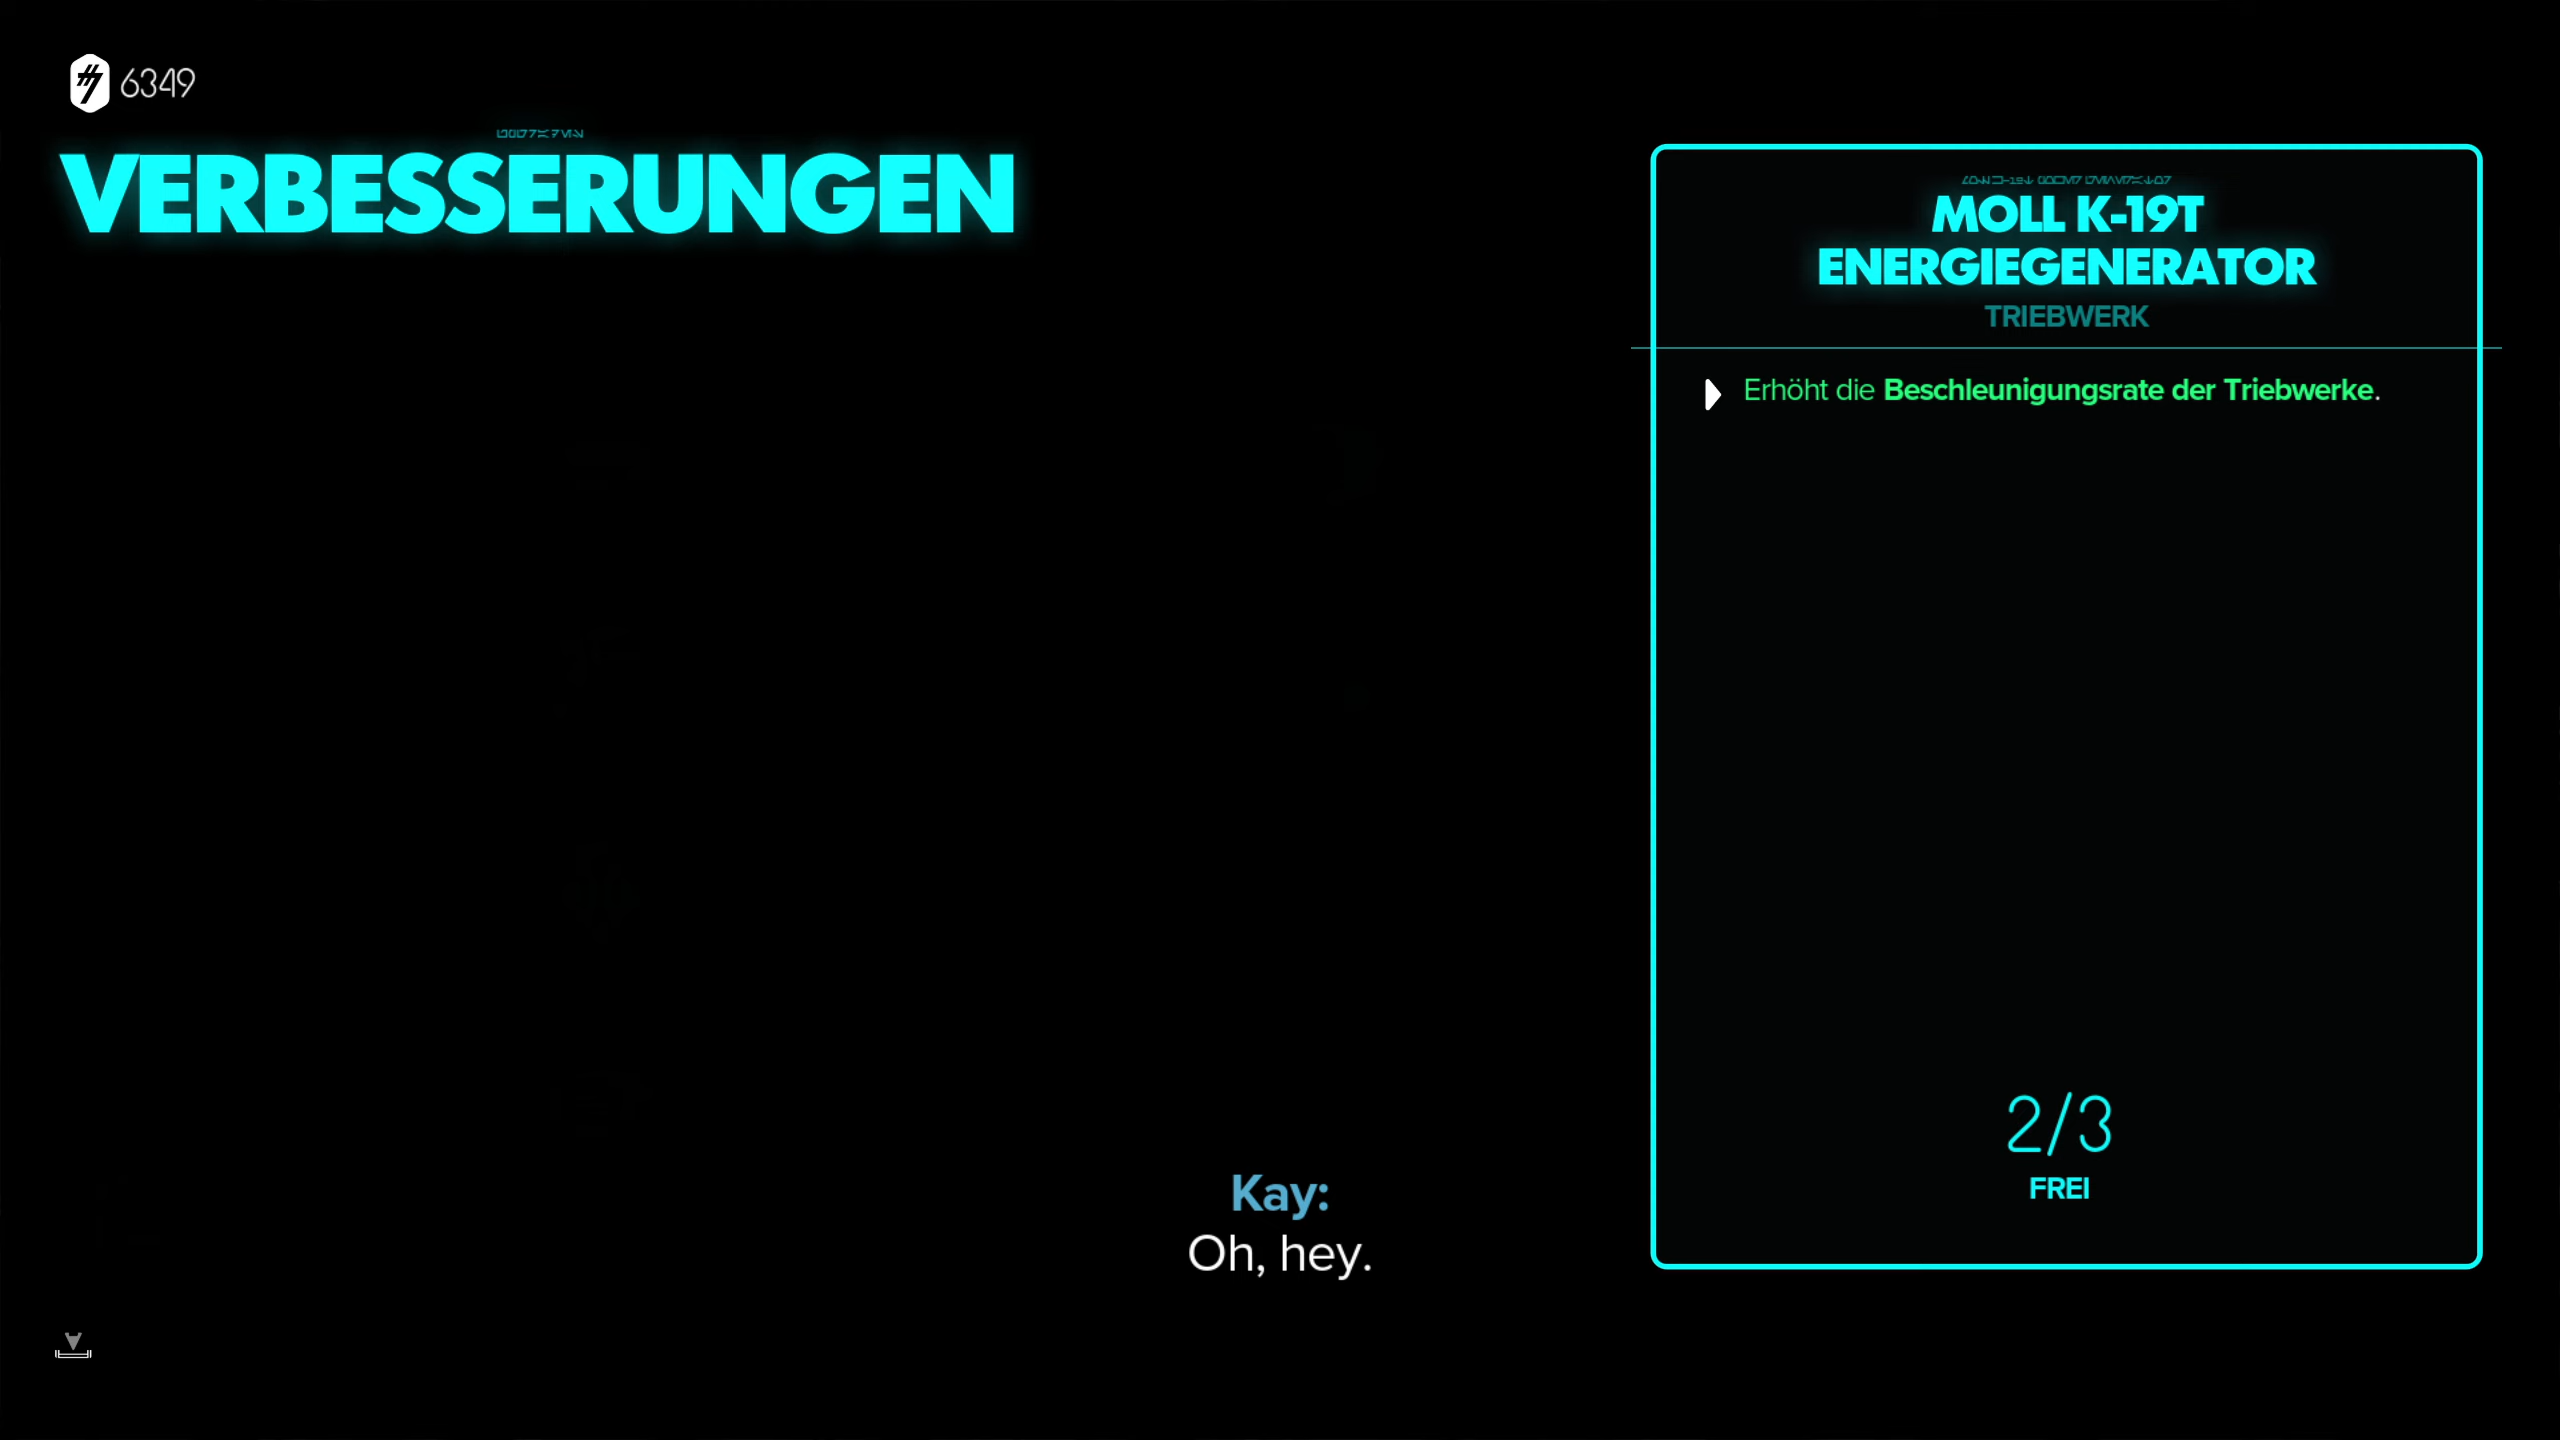 6349
VERBESSERUNGEN
MOLL K-19T
ENERGIEGENERATOR
TRIEBWERK
Erhöht die Beschleunigungsrate der Triebwerke.
2/3
FREI
Kay:
Oh, hey.